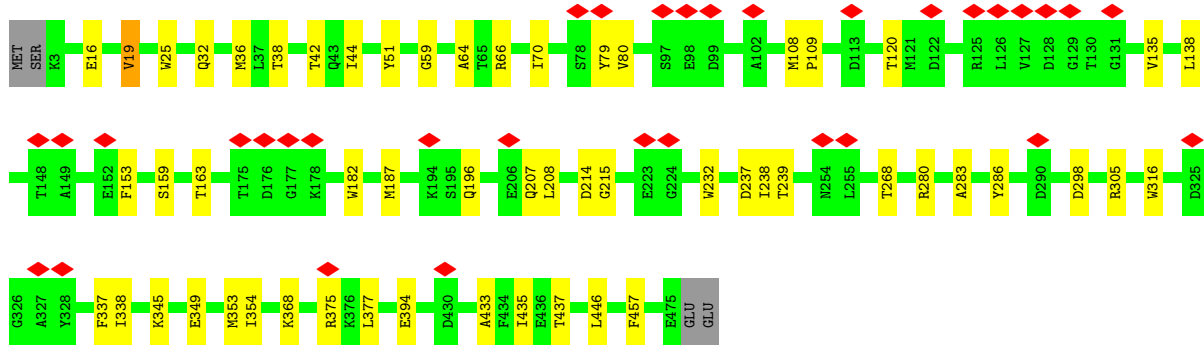 MET SER K3 E16 V19 W25 Q32 M36 L37 T38 T42 Q43 I44 Y51 G59 A64 T65 R66 I70 S78 Y79 V80 S97 E98 D99 A102 M108 P109 D113 T120 M121 D122 R125 L126 V127 D128 G129 T130 G131 V135 L138
T148 A149 E152 F153 S159 T163 T175 D176 G177 K178 W182 M187 K194 S195 Q196 E206 Q207 L208 D214 G215 E223 G224 W232 D237 I238 T239 N254 L255 T268 R280 A283 Y286 D290 D298 R305 W316 D325
G326 A327 Y328 F337 I338 K345 E349 M353 I354 K368 R375 K376 L377 E394 D430 A433 F434 I435 E436 T437 L446 F457 E475 GLU GLU